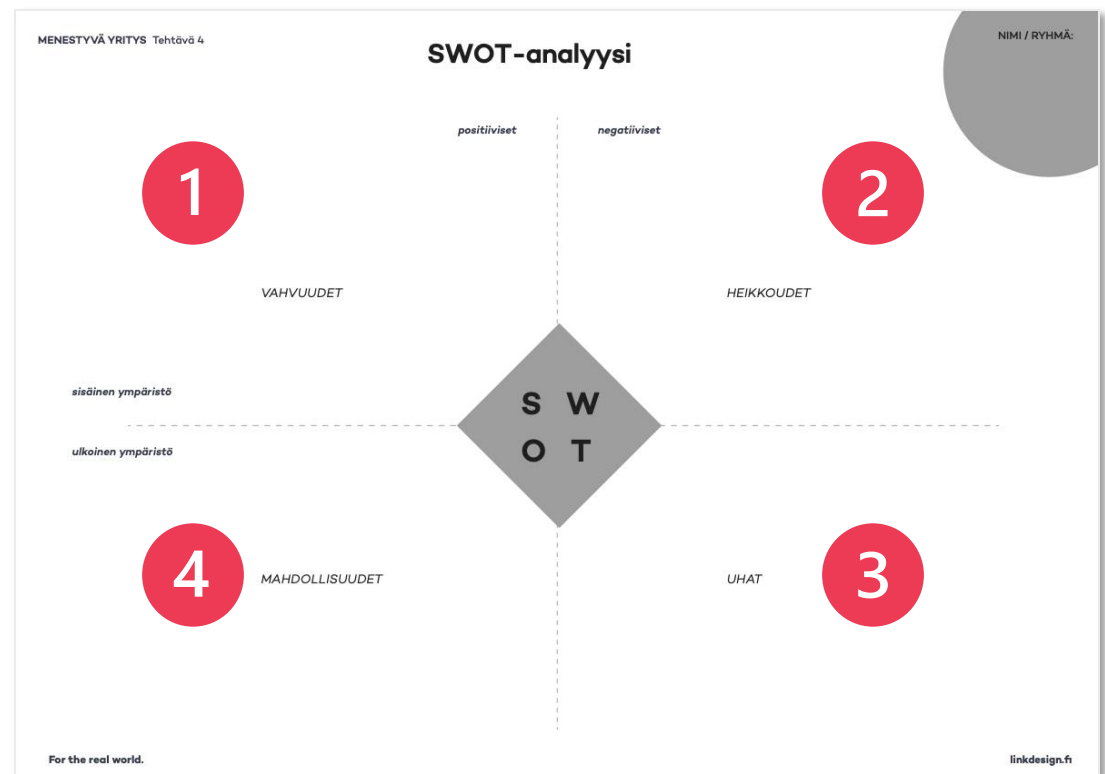 MENESTYVÄ YRITYS Tehtävä 4
NIMI / RYHMÄ:
SWOT-analyysi
positiiviset
negatiiviset
1
2
VAHVUUDET
HEIKKOUDET
sisäinen ympäristö
S W
O T
ulkoinen ympäristö
4
MAHDOLLISUUDET
UHAT
3
For the real world.
linkdesign.fi